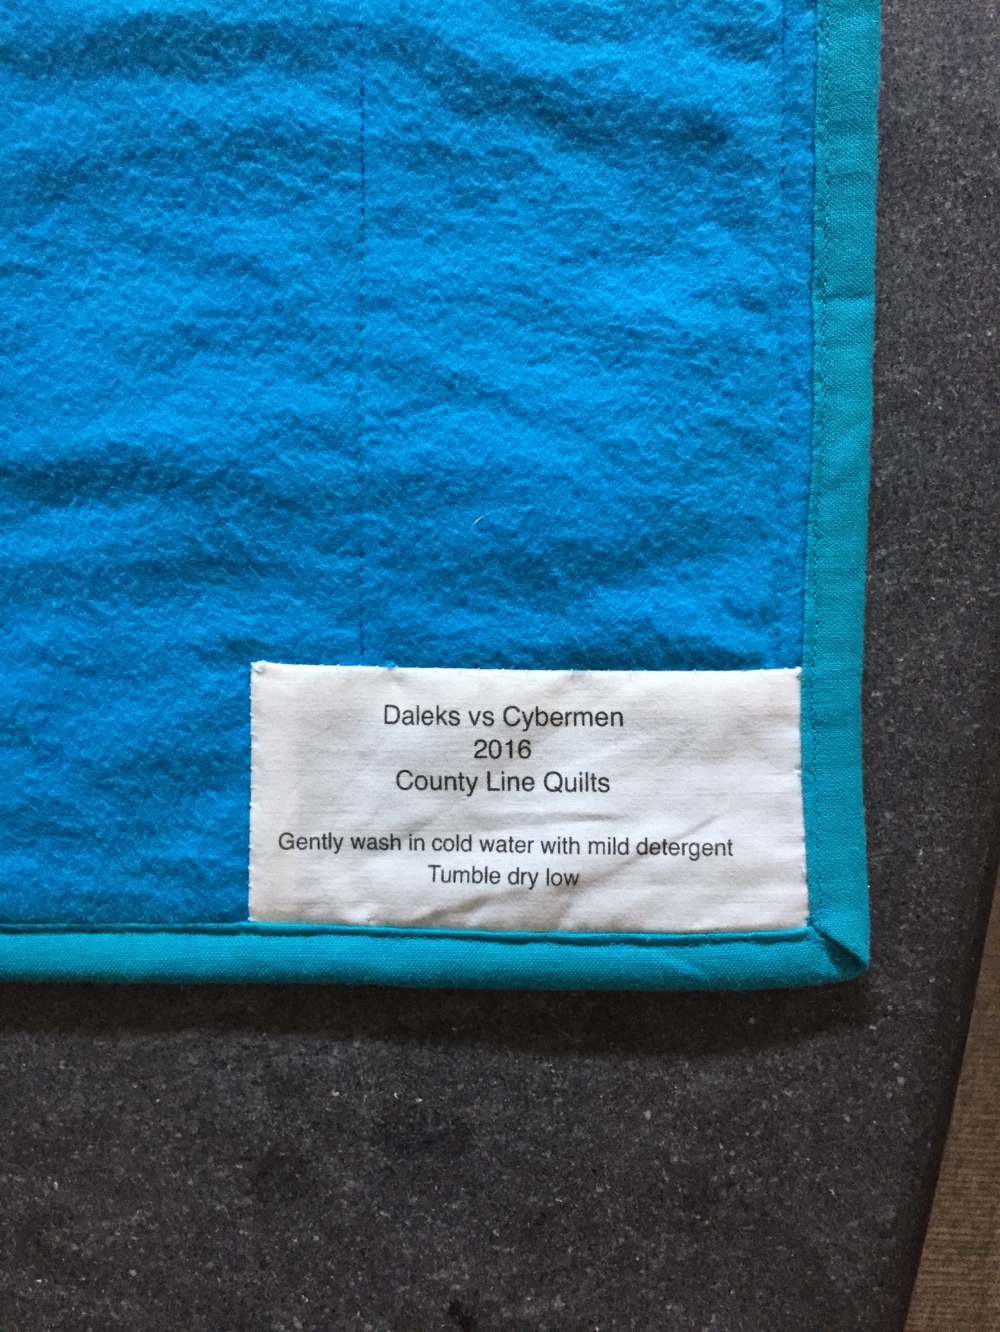 Daleks vs Cybermen
2016
County Line Quilts
Gently wash in cold water with mild detergent
Tumble dry low